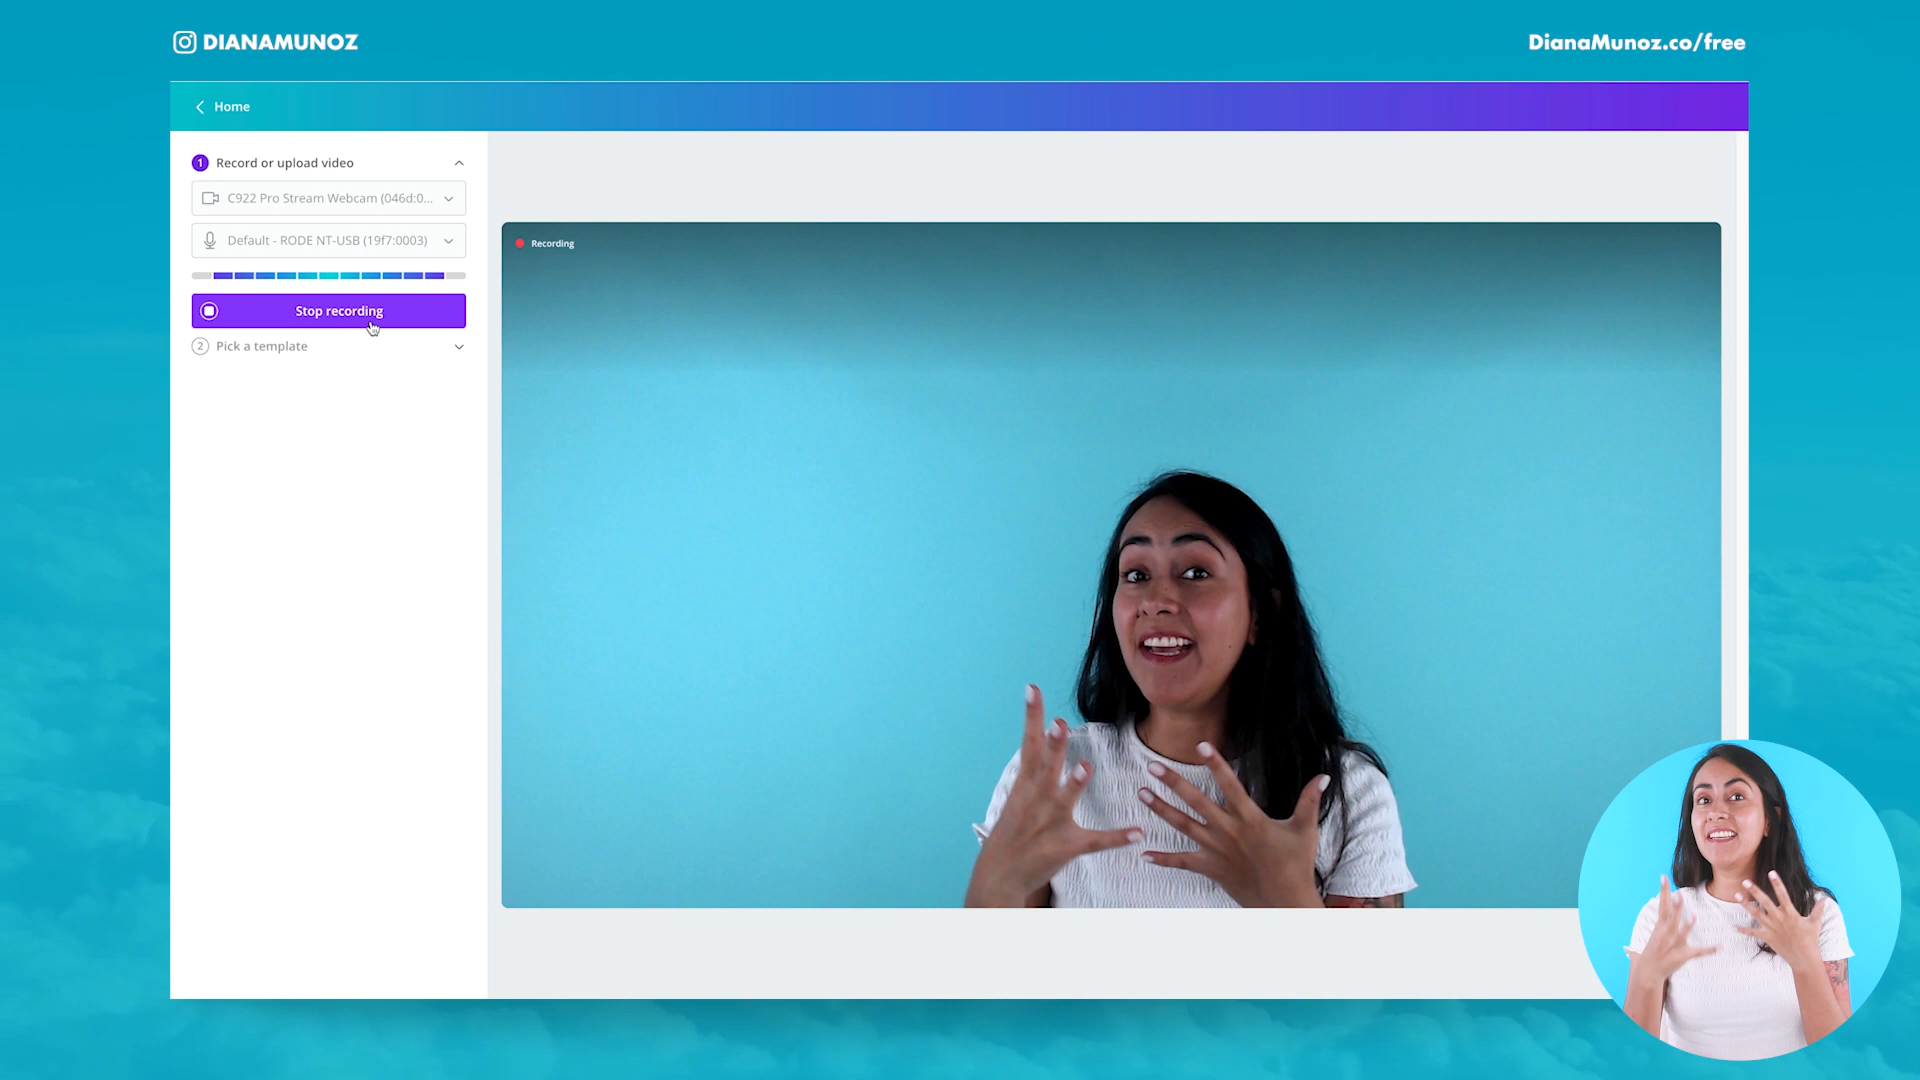 DIANAMUNOZ
DianaMunoz.co/free
Home
1 Record or upload video
C922 Pro Stream Webcam (046d:0...
Default - RODE NT-USB (19f7:0003)
Stop recording
2 Pick a template
Recording